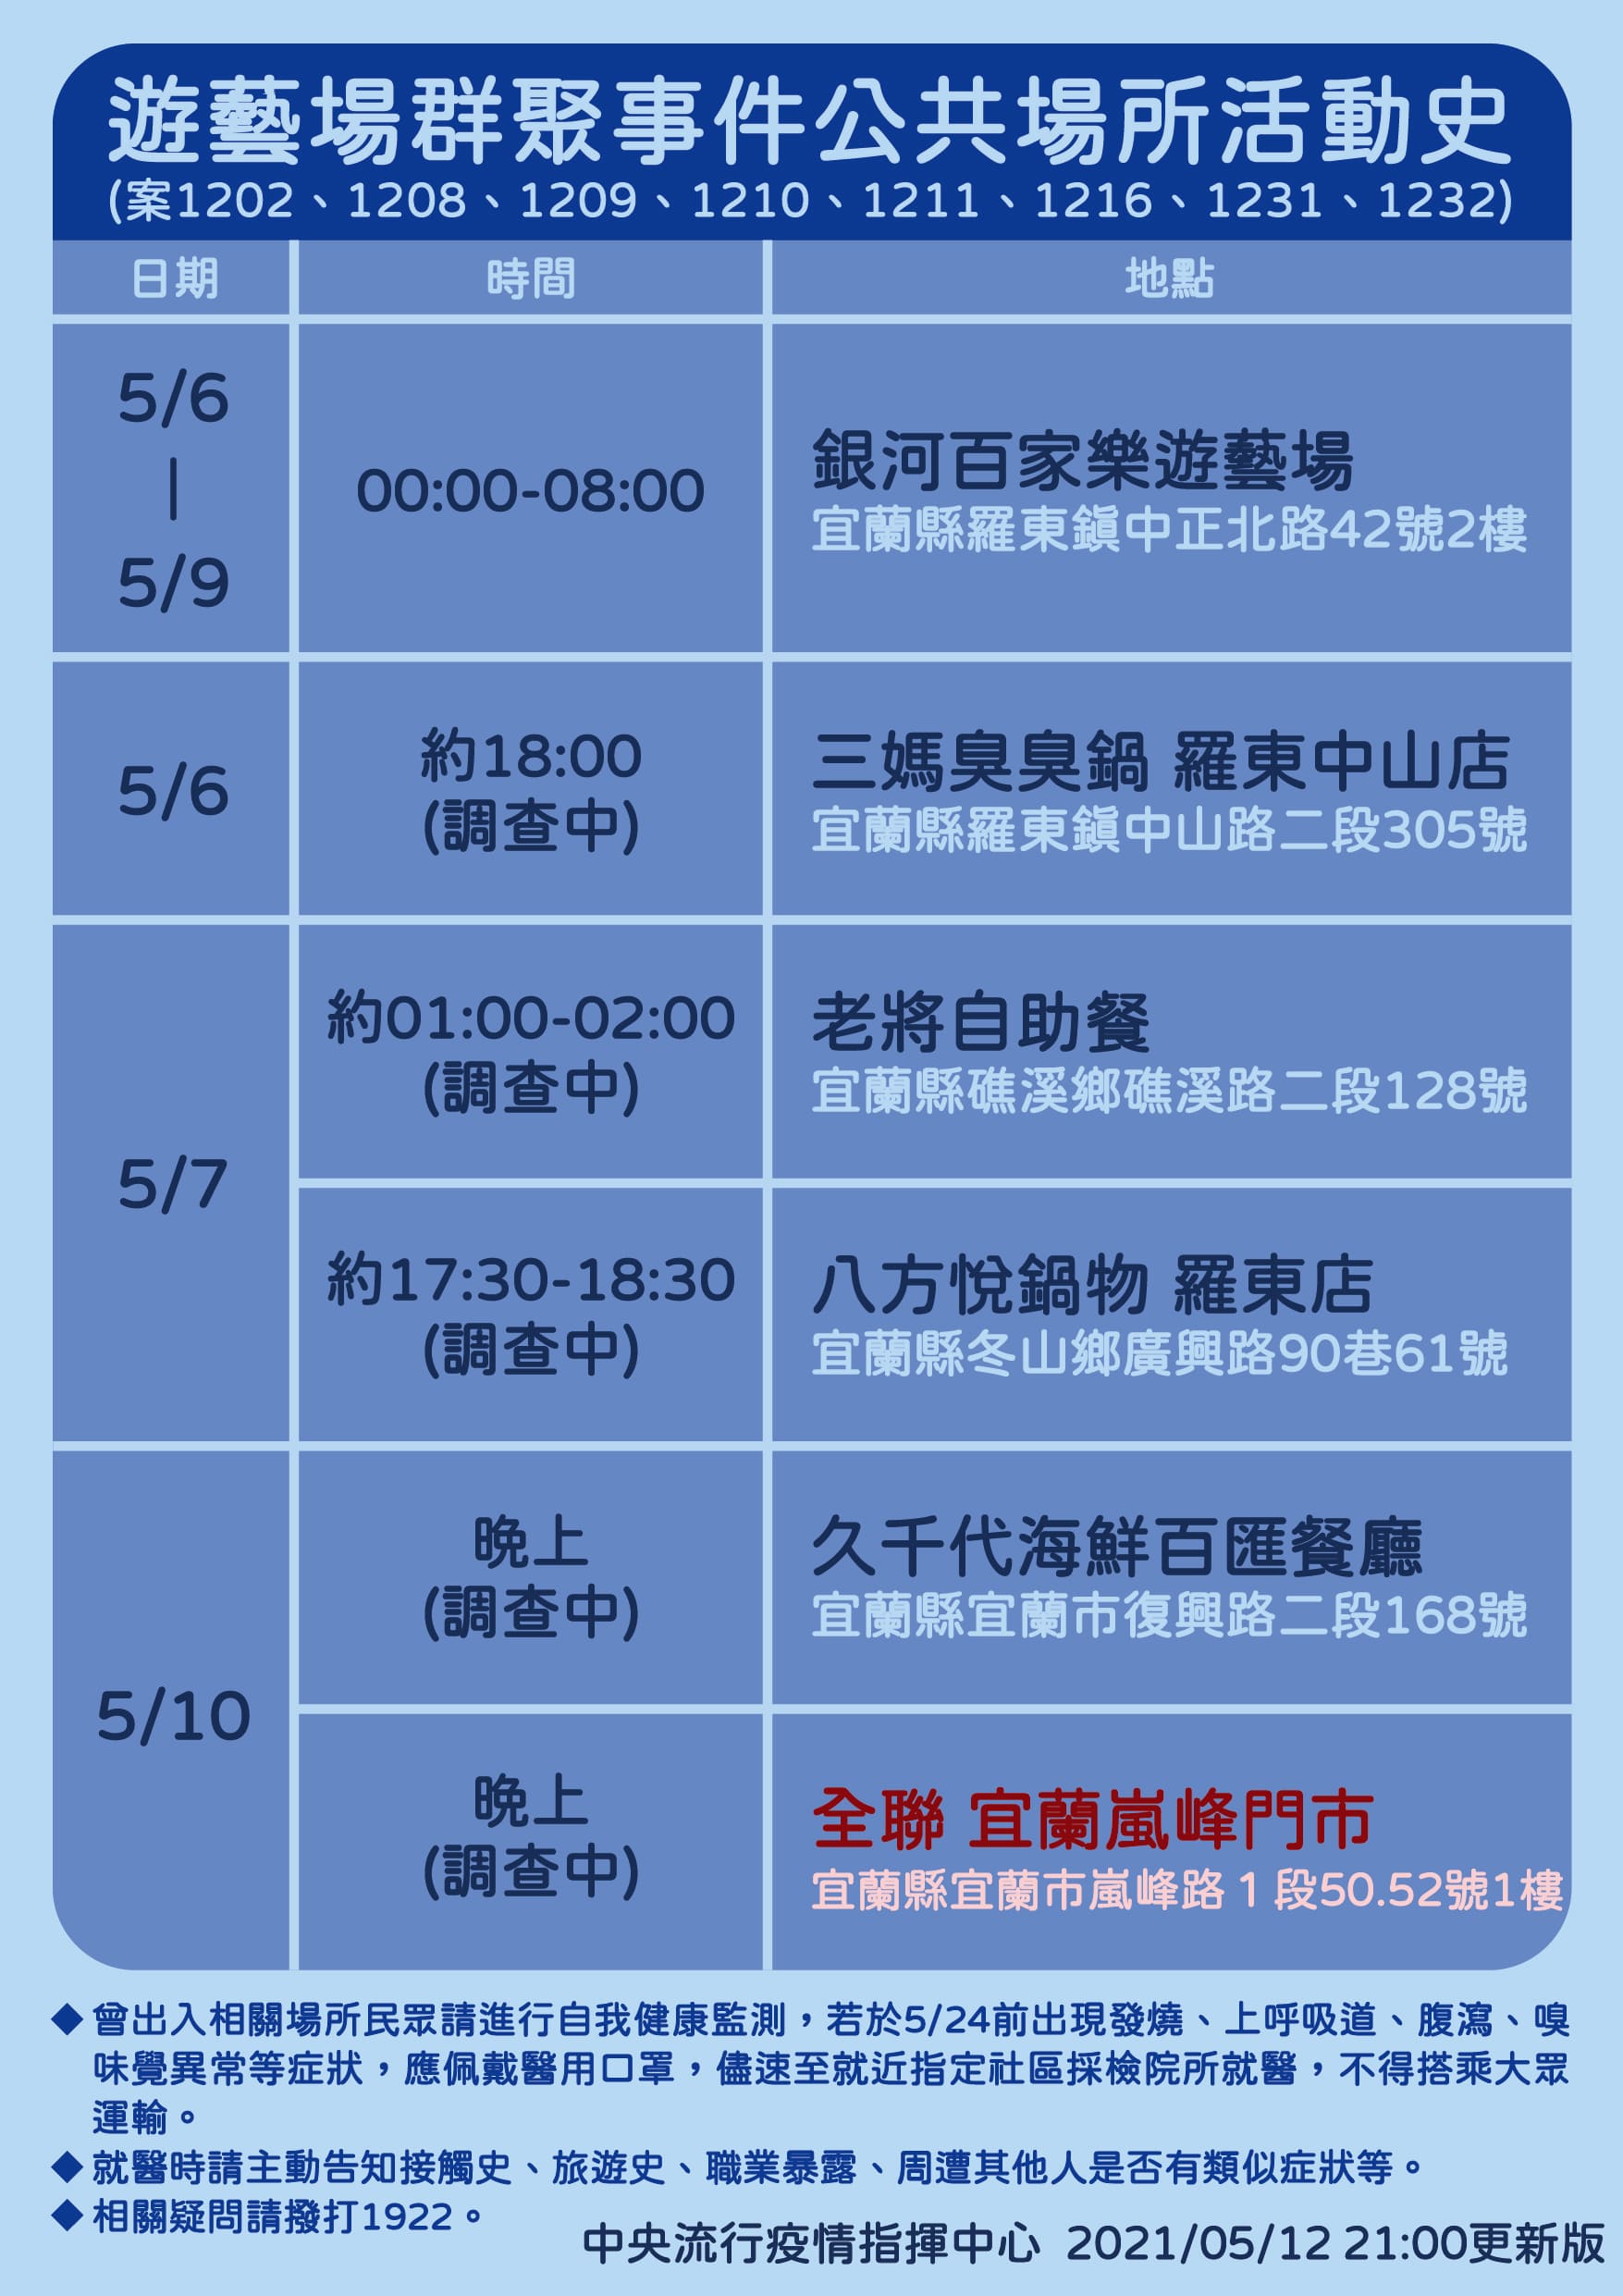 遊藝場群聚事件公共場所活動史
(案1202、1208、1209、1210、1211、1216、1231、1232)
日期 時間 地點
5/6
|
5/9
00:00-08:00
銀河百家樂遊藝場
宜蘭縣羅東鎮中正北路42號2樓
5/6
約18:00
(調查中)
三媽臭臭鍋 羅東中山店
宜蘭縣羅東鎮中山路二段305號
5/7
約01:00-02:00
(調查中)
老將自助餐
宜蘭縣礁溪鄉礁溪路二段128號
約17:30-18:30
(調查中)
八方悅鍋物 羅東店
宜蘭縣冬山鄉廣興路90巷61號
5/10
晚上
(調查中)
久千代海鮮百匯餐廳
宜蘭縣宜蘭市復興路二段168號
晚上
(調查中)
全聯 宜蘭嵐峰門市
宜蘭縣宜蘭市嵐峰路 1 段50.52號1樓
◆曾出入相關場所民眾請進行自我健康監測，若於5/24前出現發燒、上呼吸道、腹瀉、嗅
味覺異常等症狀，應佩戴醫用口罩，儘速至就近指定社區採檢院所就醫，不得搭乘大眾
運輸。
◆就醫時請主動告知接觸史、旅遊史、職業暴露、周遭其他人是否有類似症狀等。
◆相關疑問請撥打1922。
中央流行疫情指揮中心 2021/05/12 21:00更新版